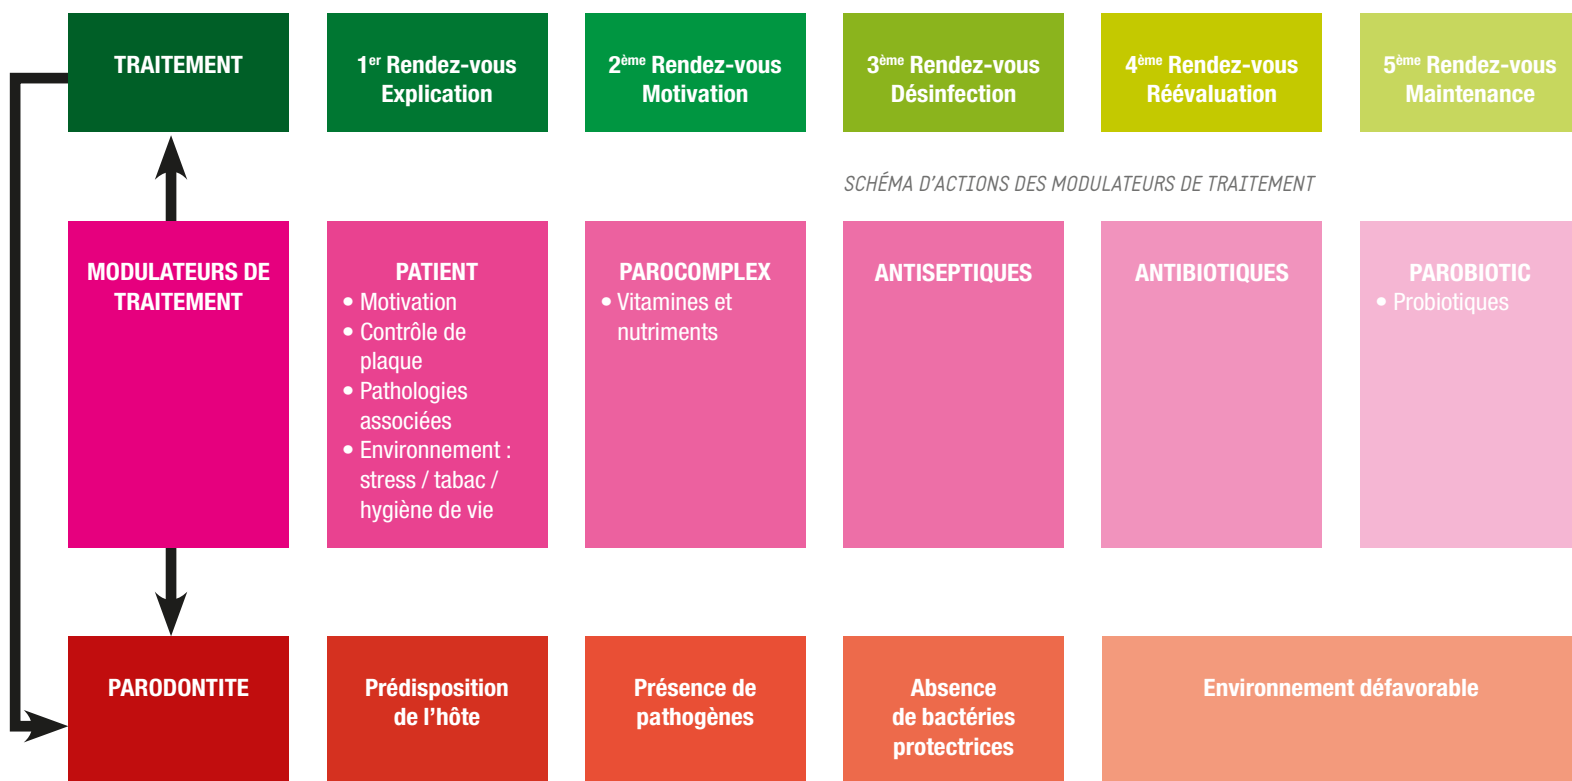 TRAITEMENT
1er Rendez-vous
Explication
2ème Rendez-vous
Motivation
3ème Rendez-vous
Désinfection
4ème Rendez-vous
Réévaluation
5ème Rendez-vous
Maintenance
SCHÉMA D'ACTIONS DES MODULATEURS DE TRAITEMENT
MODULATEURS DE
TRAITEMENT
PATIENT
• Motivation
• Contrôle de
plaque
• Pathologies
associées
• Environnement :
stress / tabac /
hygiène de vie
PAROCOMPLEX
• Vitamines et
nutriments
ANTISEPTIQUES
ANTIBIOTIQUES
PAROBIOTIC
• Probiotiques
PARODONTITE
Prédisposition
de l'hôte
Présence de
pathogènes
Absence
de bactéries
protectrices
Environnement défavorable